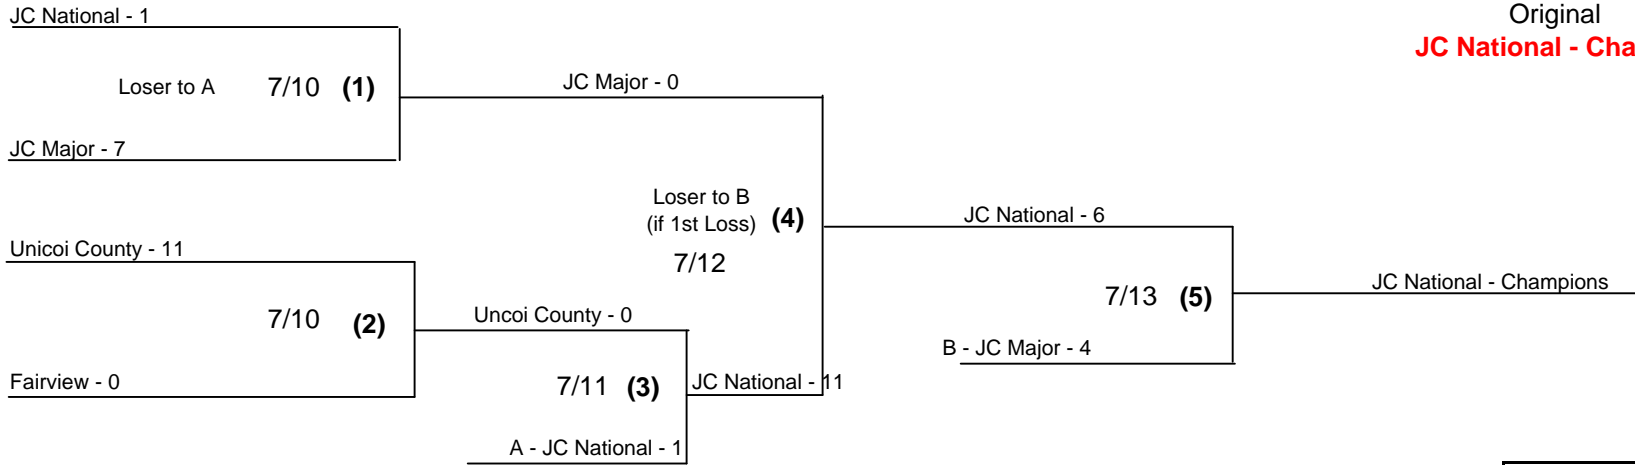 JC National - 1
Original
JC National - Cha
Loser to A 7/10 (1)
JC Major - 0
JC Major - 7
Loser to B
(if 1st Loss) (4)
7/12
JC National - 6
Unicoi County - 11
7/10 (2)
Uncoi County - 0
7/13 (5)
JC National - Champions
B - JC Major - 4
Fairview - 0
7/11 (3)
JC National - 11
A - JC National - 1